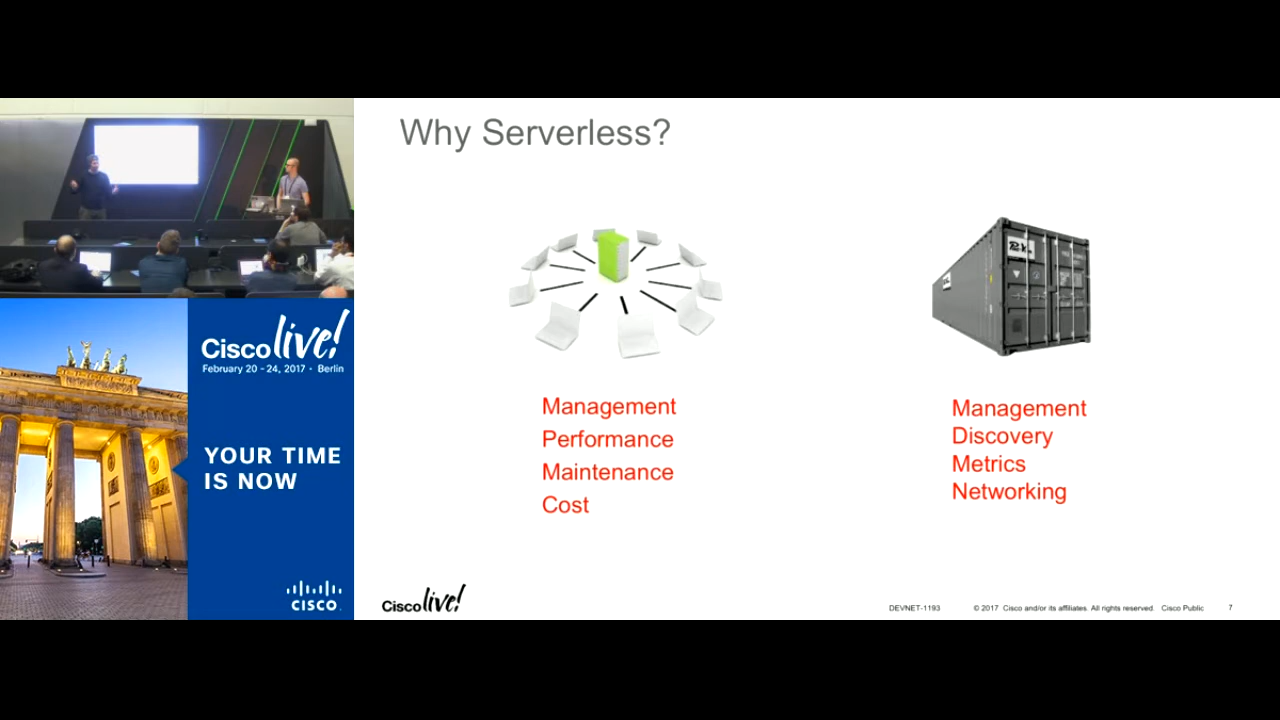 Why Serverless?
Cisco live!
February 20 - 24, 2017 • Berlin
YOUR TIME
IS NOW
CISCO
Management
Performance
Maintenance
Cost
Management
Discovery
Metrics
Networking
Cisco live!
DEVNET-1193
© 2017 Cisco and/or its affiliates. All rights reserved. Cisco Public
7